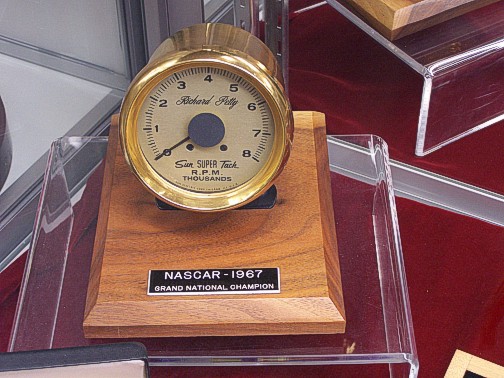 1 2 3 4 5 6 7 8
Richard Petty
Sun SUPER Tach
R.P.M.
THOUSANDS
NASCAR - 1967
GRAND NATIONAL CHAMPION